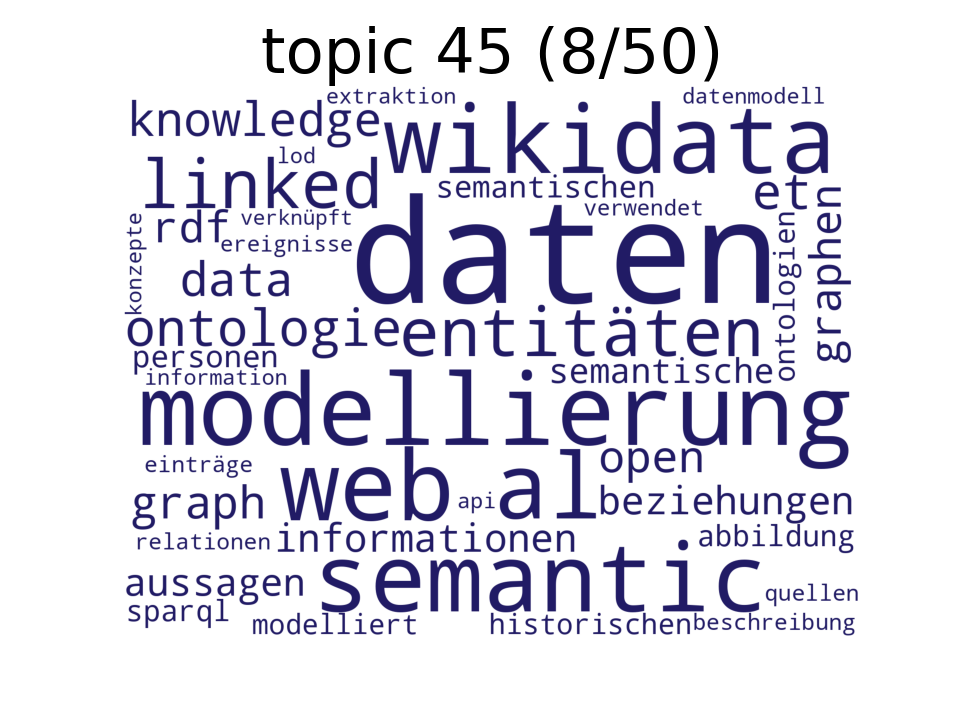 topic 45 (8/50)
extraktion
datenmodell
knowledge
wikidata
lod
linked
semantischen
et
verwendet
graphen
konzepte
rdf
verknüpft
ereignisse
daten
ontologien
data
ontologie
entitäten
personen
information
semantische
modellierung
einträge
web
al
open
graph
api
beziehungen
relationen
informationen
abbildung
aussagen
semantic
quellen
sparql
modelliert
historischen
beschreibung